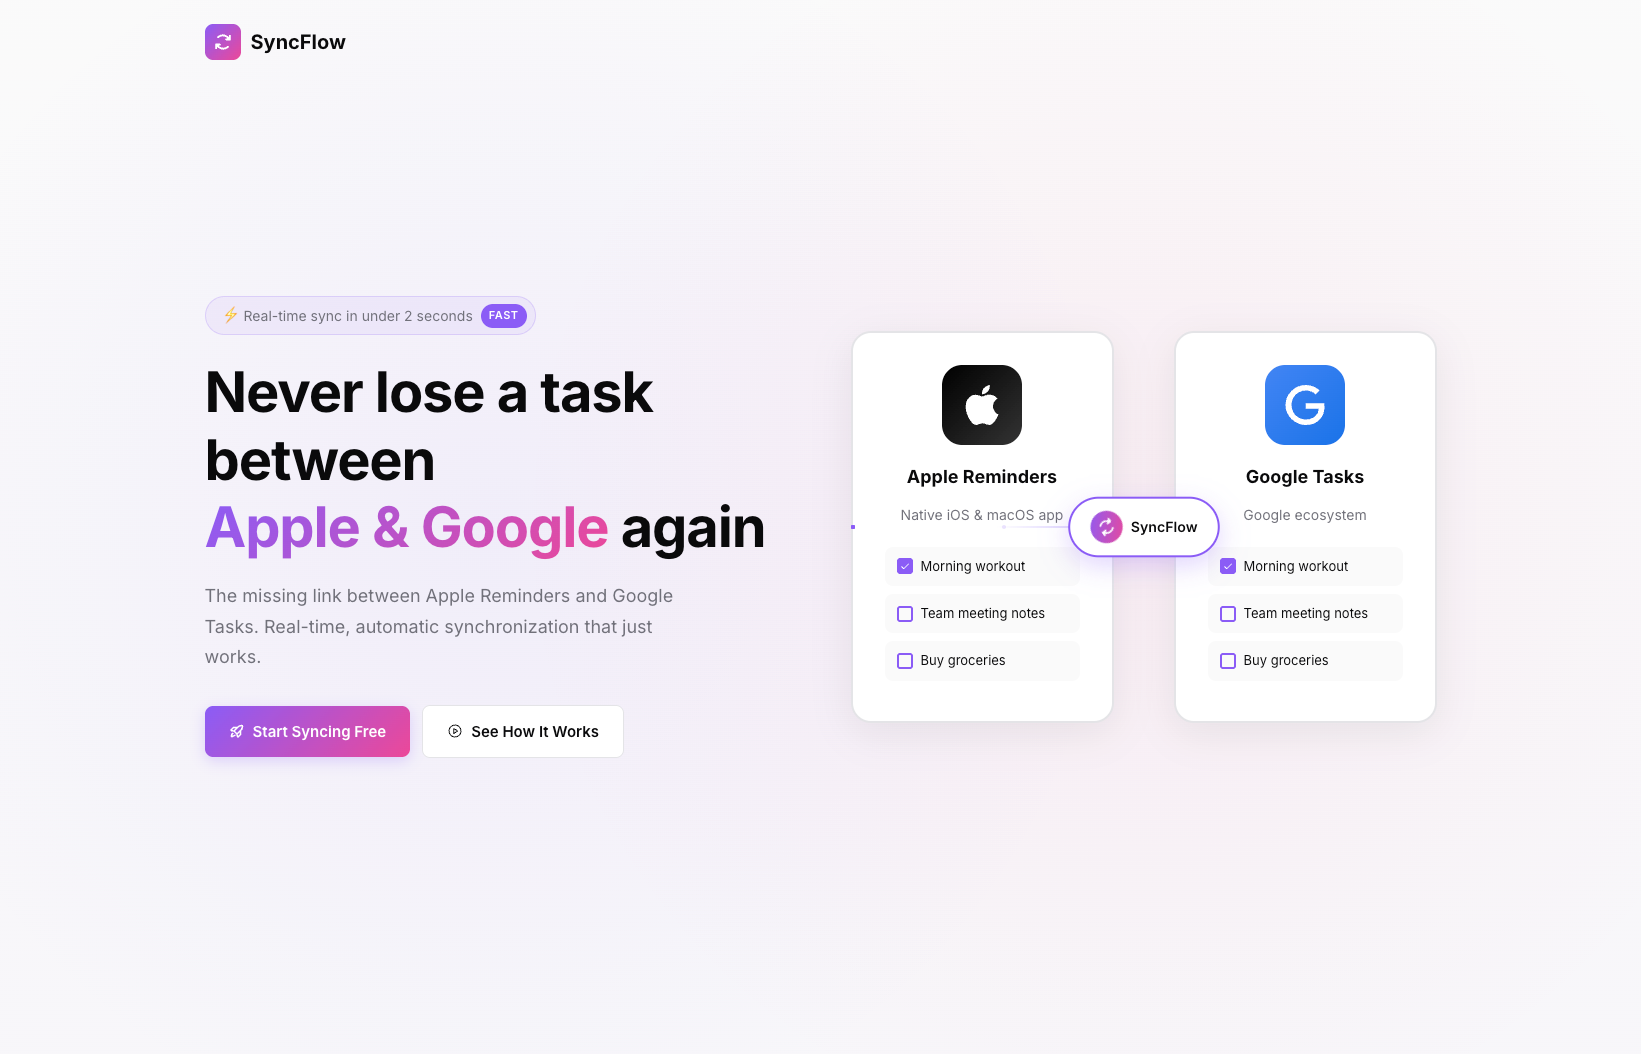 SyncFlow
⚡ Real-time sync in under 2 seconds FAST
Never lose a task
between
Apple & Google again
The missing link between Apple Reminders and Google
Tasks. Real-time, automatic synchronization that just
works.
Start Syncing Free
See How It Works
Apple Reminders
Native iOS & macOS app
Morning workout
Team meeting notes
Buy groceries
SyncFlow
Google Tasks
Google ecosystem
Morning workout
Team meeting notes
Buy groceries